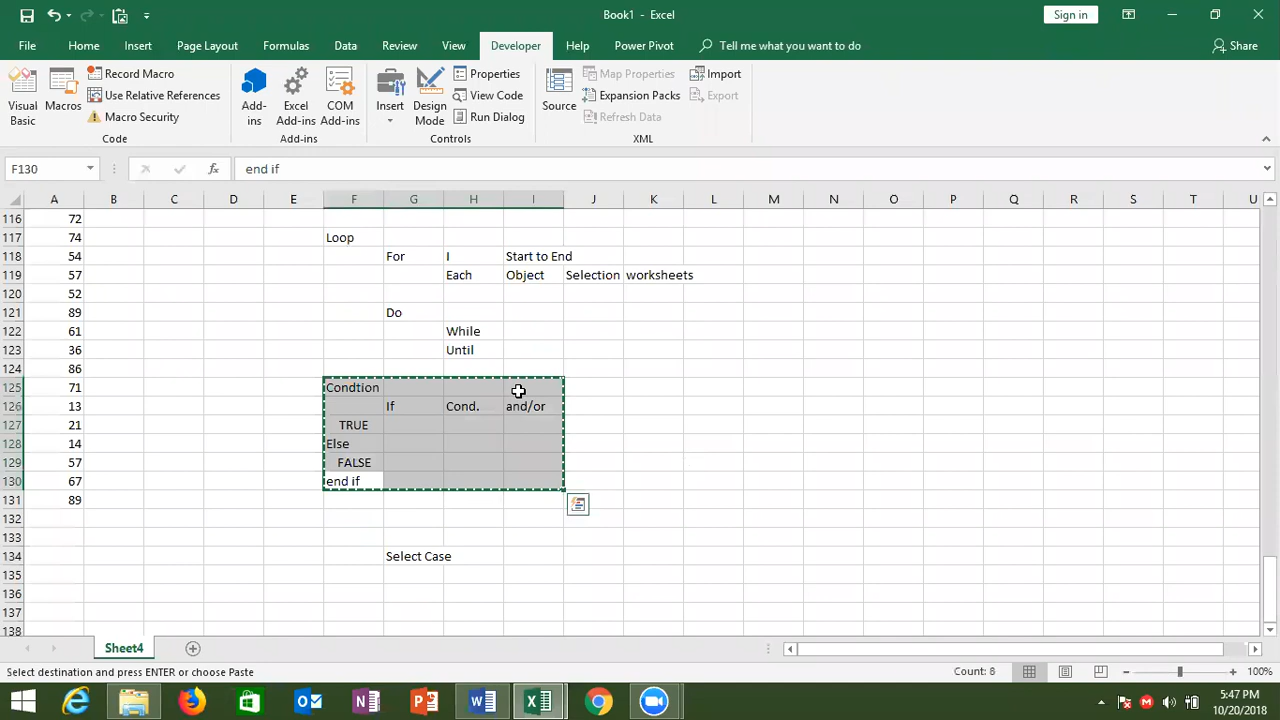 Book1 - Excel
Sign in
File Home Insert Page Layout Formulas Data Review View Developer Help Power Pivot Tell me what you want to do Share
Visual Basic
Macros
Record Macro
Use Relative References
Macro Security
Code
Add-ins
Excel Add-ins
COM Add-ins
Add-ins
Insert
Design Mode
Properties
View Code
Run Dialog
Controls
Source
Map Properties
Expansion Packs
Refresh Data
Import
Export
XML
F130 fx end if
A B C D E F G H I J K L M N O P Q R S T U
116 72
117 74 Loop
118 54 For I Start to End
119 57 Each Object Selection worksheets
120 52
121 89 Do
122 61 While
123 36 Until
124 86
125 71 Condtion
126 13 If Cond. and/or
127 21 TRUE
128 14 Else
129 57 FALSE
130 67 end if
131 89
132
133
134 Select Case
135
136
137
138
Sheet4
Select destination and press ENTER or choose Paste Count: 8 100%
5:47 PM
10/20/2018